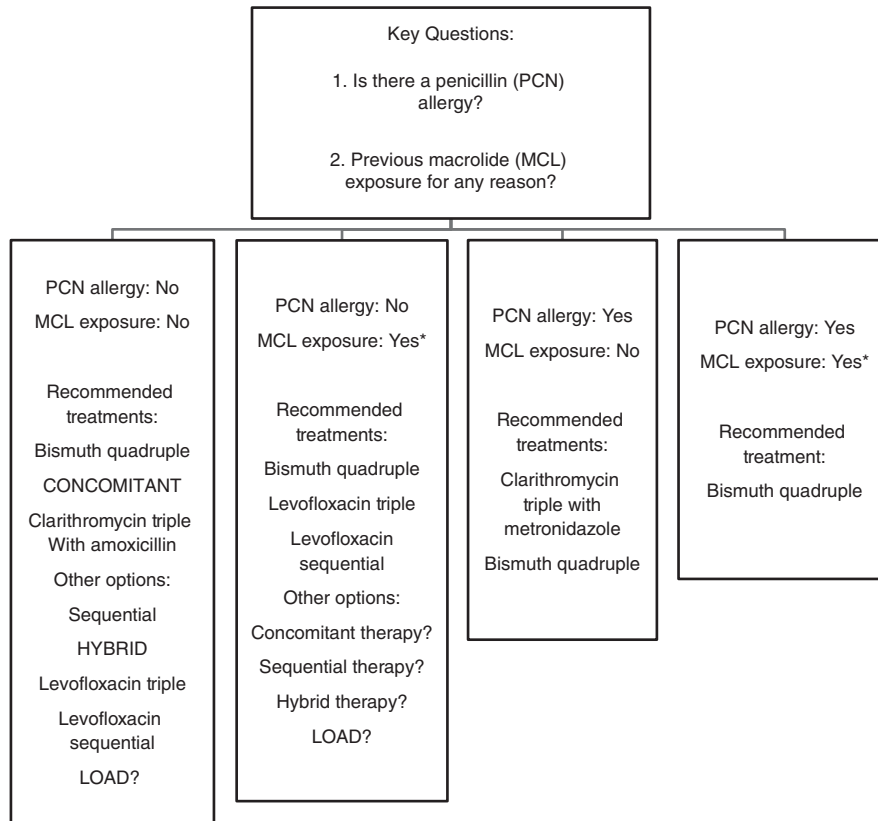 Key Questions:
1. Is there a penicillin (PCN)
allergy?
2. Previous macrolide (MCL)
exposure for any reason?
PCN allergy: No
MCL exposure: No
Recommended
treatments:
Bismuth quadruple
CONCOMITANT
Clarithromycin triple
With amoxicillin
Other options:
Sequential
HYBRID
Levofloxacin triple
Levofloxacin
sequential
LOAD?
PCN allergy: No
MCL exposure: Yes*
Recommended
treatments:
Bismuth quadruple
Levofloxacin triple
Levofloxacin
sequential
Other options:
Concomitant therapy?
Sequential therapy?
Hybrid therapy?
LOAD?
PCN allergy: Yes
MCL exposure: No
Recommended
treatments:
Clarithromycin
triple with
metronidazole
Bismuth quadruple
PCN allergy: Yes
MCL exposure: Yes*
Recommended
treatment:
Bismuth quadruple